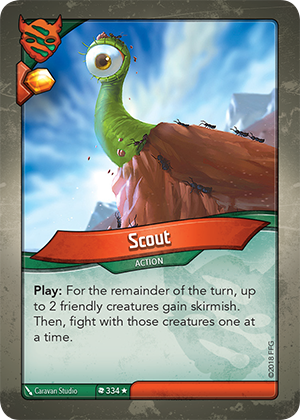 Scout
ACTION
Play: For the remainder of the turn, up
to 2 friendly creatures gain skirmish.
Then, fight with those creatures one at
a time.
©2018 FFG
Caravan Studio
334 ★